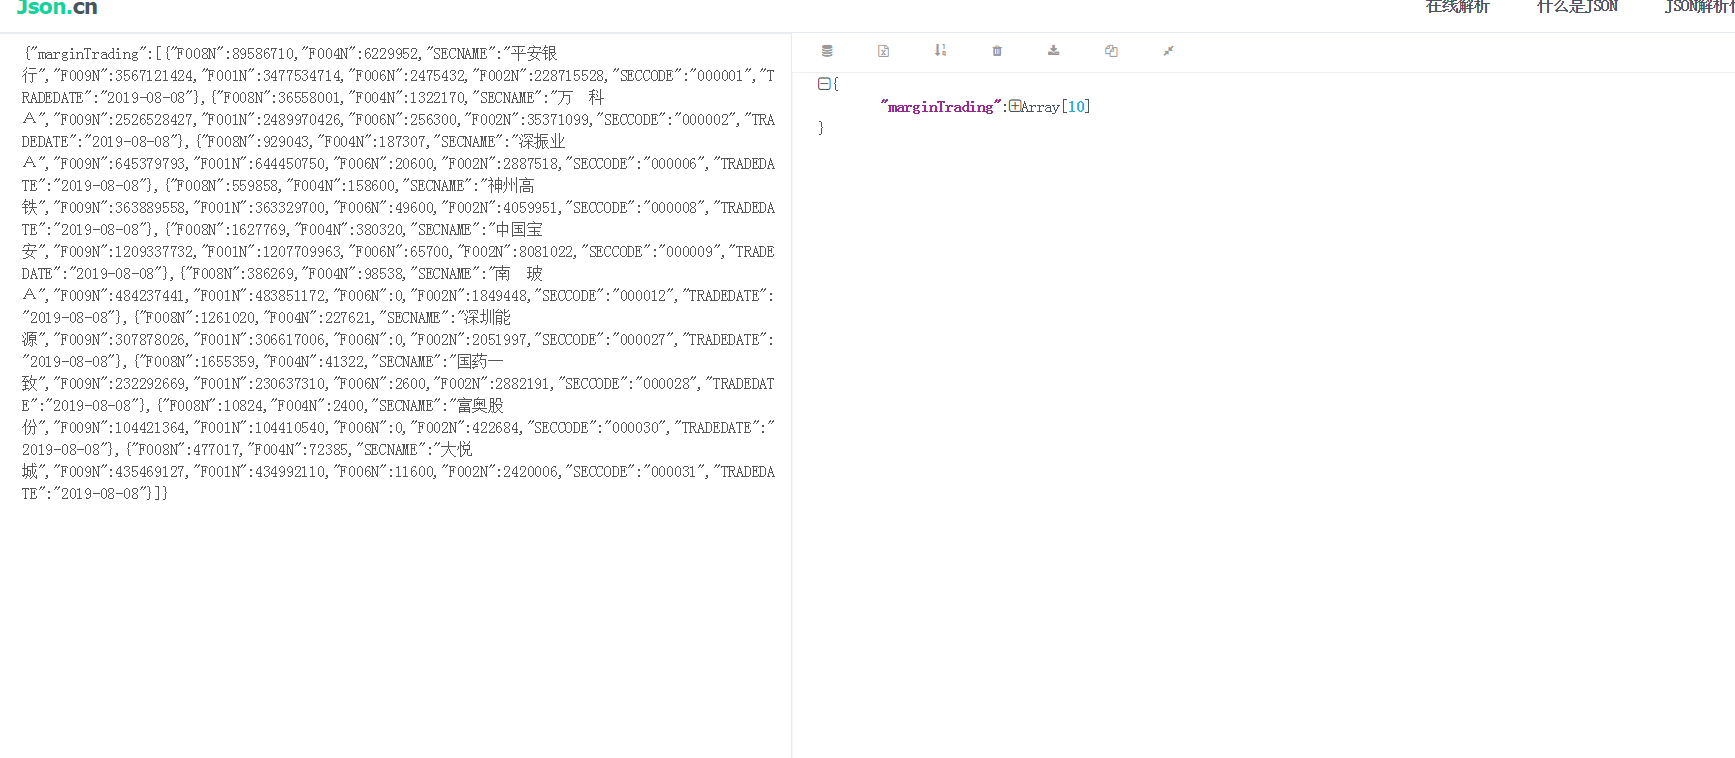 Json.cn
在线解析 什么是JSON JSON解析
{"marginTrading":[{"F008N":89586710,"F004N":6229952,"SECNAME":"平安银
行","F009N":3567121424,"F001N":3477534714,"F006N":2475432,"F002N":228715528,"SECCODE":"000001","T
RADEDATE":"2019-08-08"},{"F008N":36558001,"F004N":1322170,"SECNAME":"万　科
Ａ","F009N":2526528427,"F001N":2489970426,"F006N":256300,"F002N":35371099,"SECCODE":"000002","TRA
DEDATE":"2019-08-08"},{"F008N":929043,"F004N":187307,"SECNAME":"深振业
Ａ","F009N":645379793,"F001N":644450750,"F006N":20600,"F002N":2887518,"SECCODE":"000006","TRADEDA
TE":"2019-08-08"},{"F008N":559858,"F004N":158600,"SECNAME":"神州高
铁","F009N":363889558,"F001N":363329700,"F006N":49600,"F002N":4059951,"SECCODE":"000008","TRADEDA
TE":"2019-08-08"},{"F008N":1627769,"F004N":380320,"SECNAME":"中国宝
安","F009N":1209337732,"F001N":1207709963,"F006N":65700,"F002N":8081022,"SECCODE":"000009","TRADE
DATE":"2019-08-08"},{"F008N":386269,"F004N":98538,"SECNAME":"南　玻
Ａ","F009N":484237441,"F001N":483851172,"F006N":0,"F002N":1849448,"SECCODE":"000012","TRADEDATE":
"2019-08-08"},{"F008N":1261020,"F004N":227621,"SECNAME":"深圳能
源","F009N":307878026,"F001N":306617006,"F006N":0,"F002N":2051997,"SECCODE":"000027","TRADEDATE":
"2019-08-08"},{"F008N":1655359,"F004N":41322,"SECNAME":"国药一
致","F009N":232292669,"F001N":230637310,"F006N":2600,"F002N":2882191,"SECCODE":"000028","TRADEDAT
E":"2019-08-08"},{"F008N":10824,"F004N":2400,"SECNAME":"富奥股
份","F009N":104421364,"F001N":104410540,"F006N":0,"F002N":422684,"SECCODE":"000030","TRADEDATE":"
2019-08-08"},{"F008N":477017,"F004N":72385,"SECNAME":"大悦
城","F009N":435469127,"F001N":434992110,"F006N":11600,"F002N":2420006,"SECCODE":"000031","TRADEDA
TE":"2019-08-08"}]}
{
"marginTrading":Array[10]
}